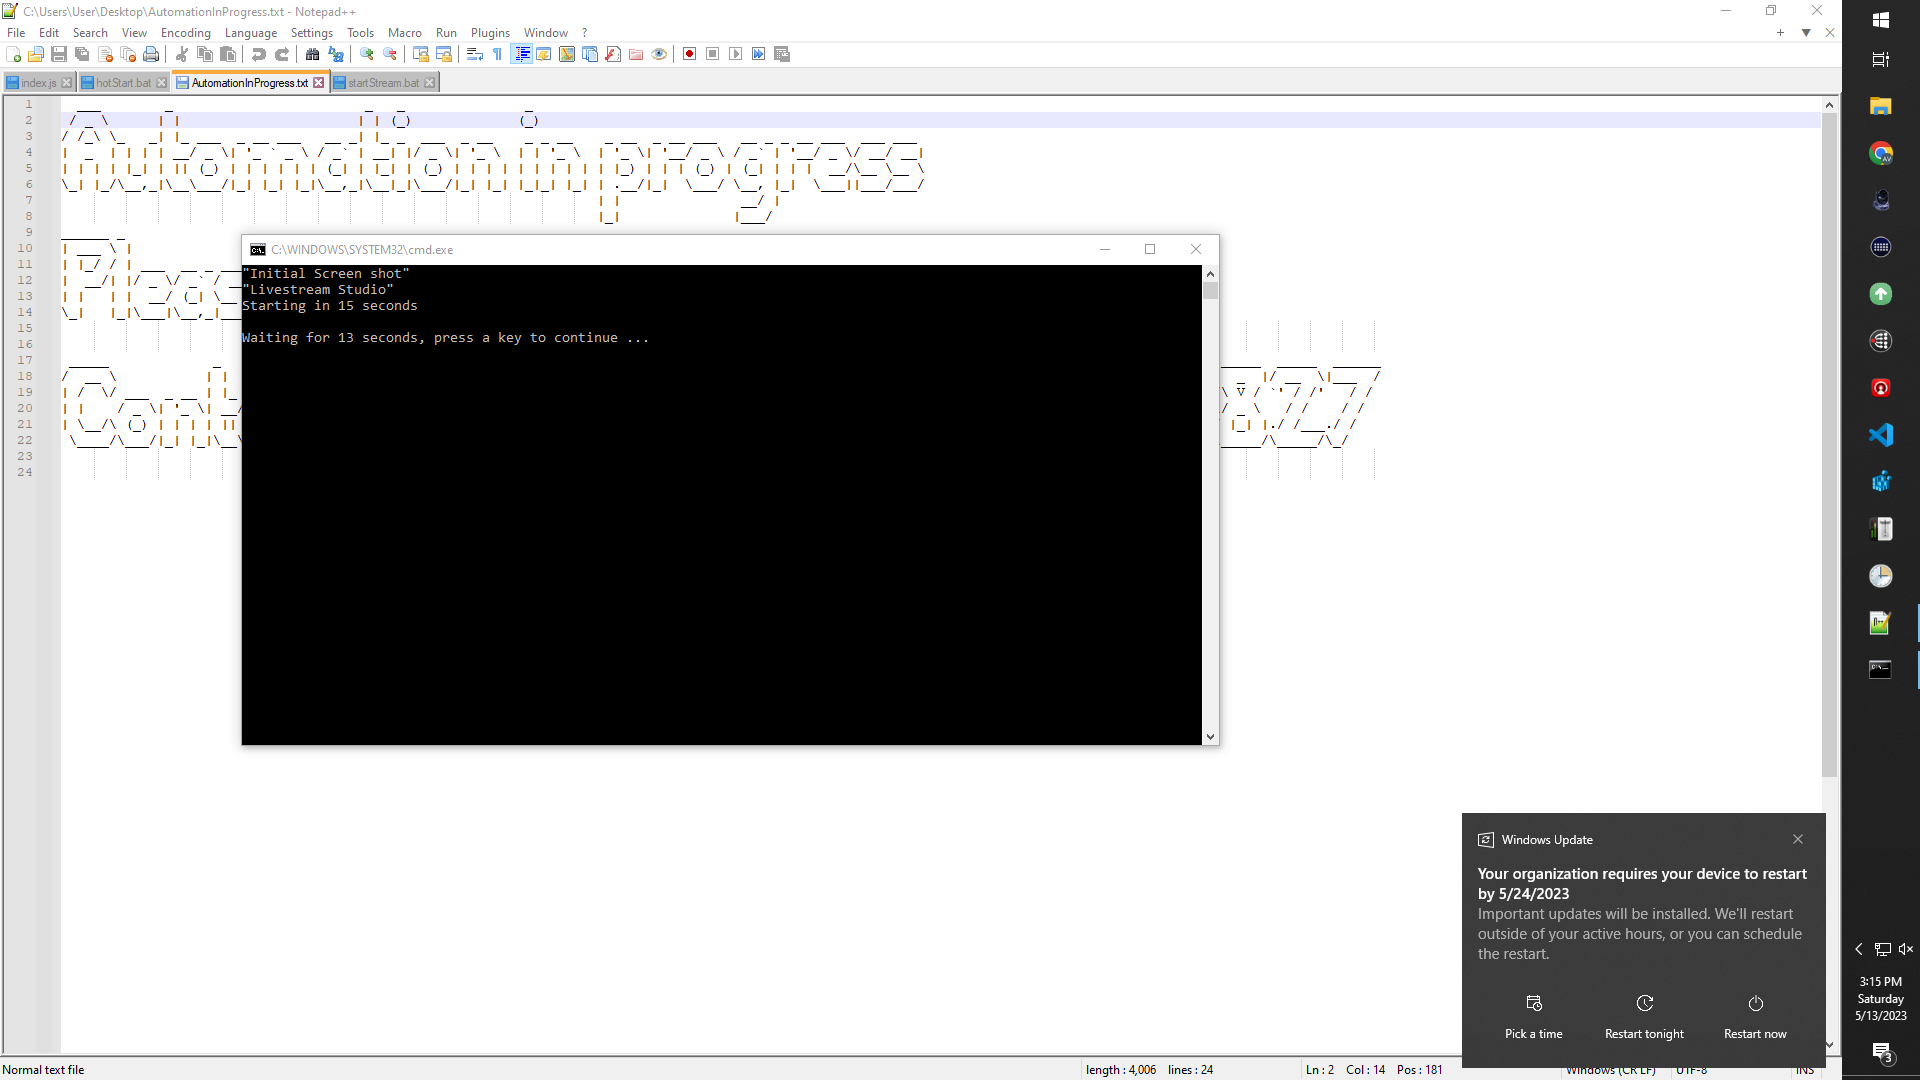 C:\Users\User\Desktop\AutomationInProgress.txt - Notepad++
File Edit Search View Encoding Language Settings Tools Macro Run Plugins Window ?
index.js hotStart.bat AutomationInProgress.txt startStream.bat
1
2
3
4
5
6
7
8
9
10
11
12
13
14
15
16
17
18
19
20
21
22
23
24
Automation in progress
Pleas
Cont
827
C:\WINDOWS\SYSTEM32\cmd.exe
"Initial Screen shot"
"Livestream Studio"
Starting in 15 seconds
Waiting for 13 seconds, press a key to continue ...
Windows Update
Your organization requires your device to restart
by 5/24/2023
Important updates will be installed. We'll restart
outside of your active hours, or you can schedule
the restart.
Pick a time Restart tonight Restart now
3:15 PM
Saturday
5/13/2023
3
Normal text file length : 4,006 lines : 24 Ln : 2 Col : 14 Pos : 181 Windows (CR LF) UTF-8 INS